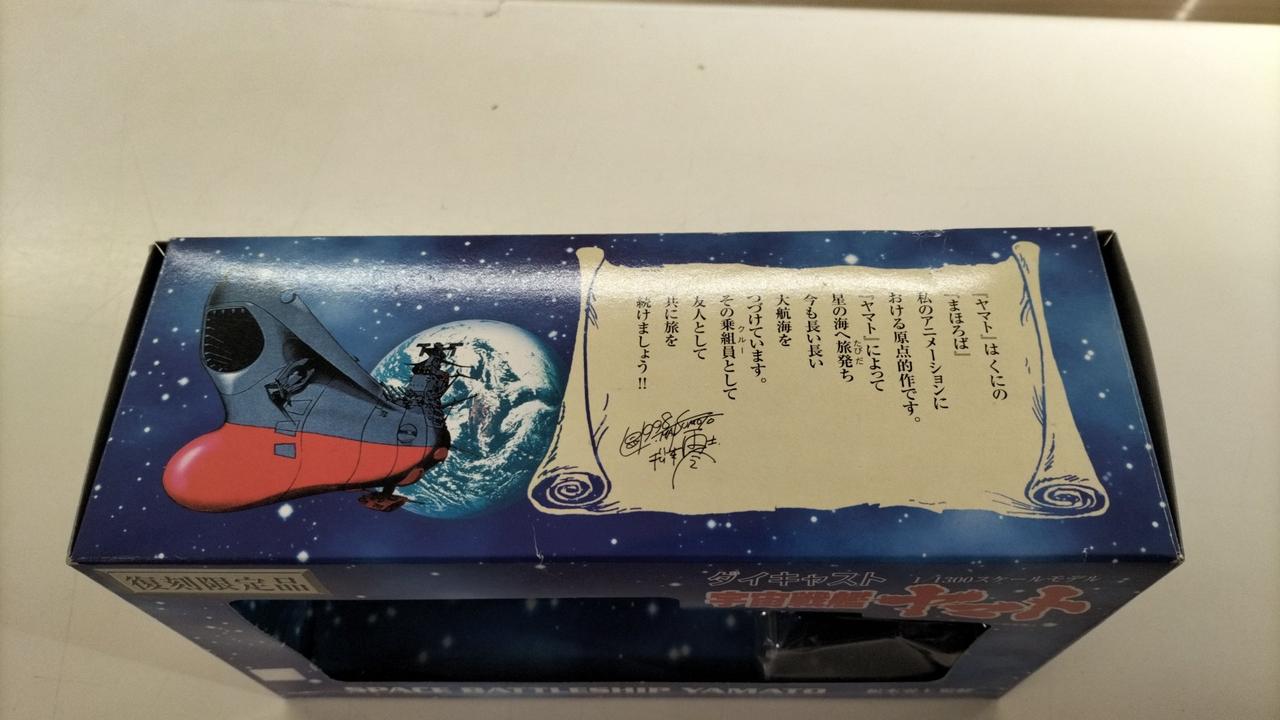 『ヤマト』はくにの
『まほろば』
私のアニメーションに
おける原点的作です。
『ヤマト』によって
星の海へ旅発ち
たびだ
今も長い長い
大航海を
つづけています。
その乗組員として
クルー
友人として
共に旅を
続けましょう!!
復刻限定品
ダイキャスト 1/1300スケールモデル
宇宙戦艦ヤマト
SPACE BATTLESHIP YAMATO